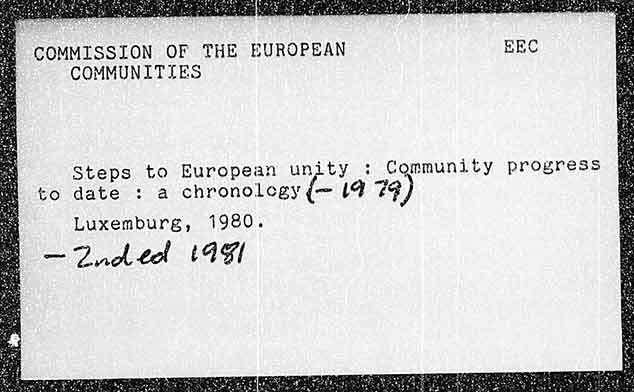 COMMISSION OF THE EUROPEAN EEC
COMMUNITIES
Steps to European unity : Community progress
to date : a chronology (-1979)
Luxemburg, 1980.
- 2nd ed 1981